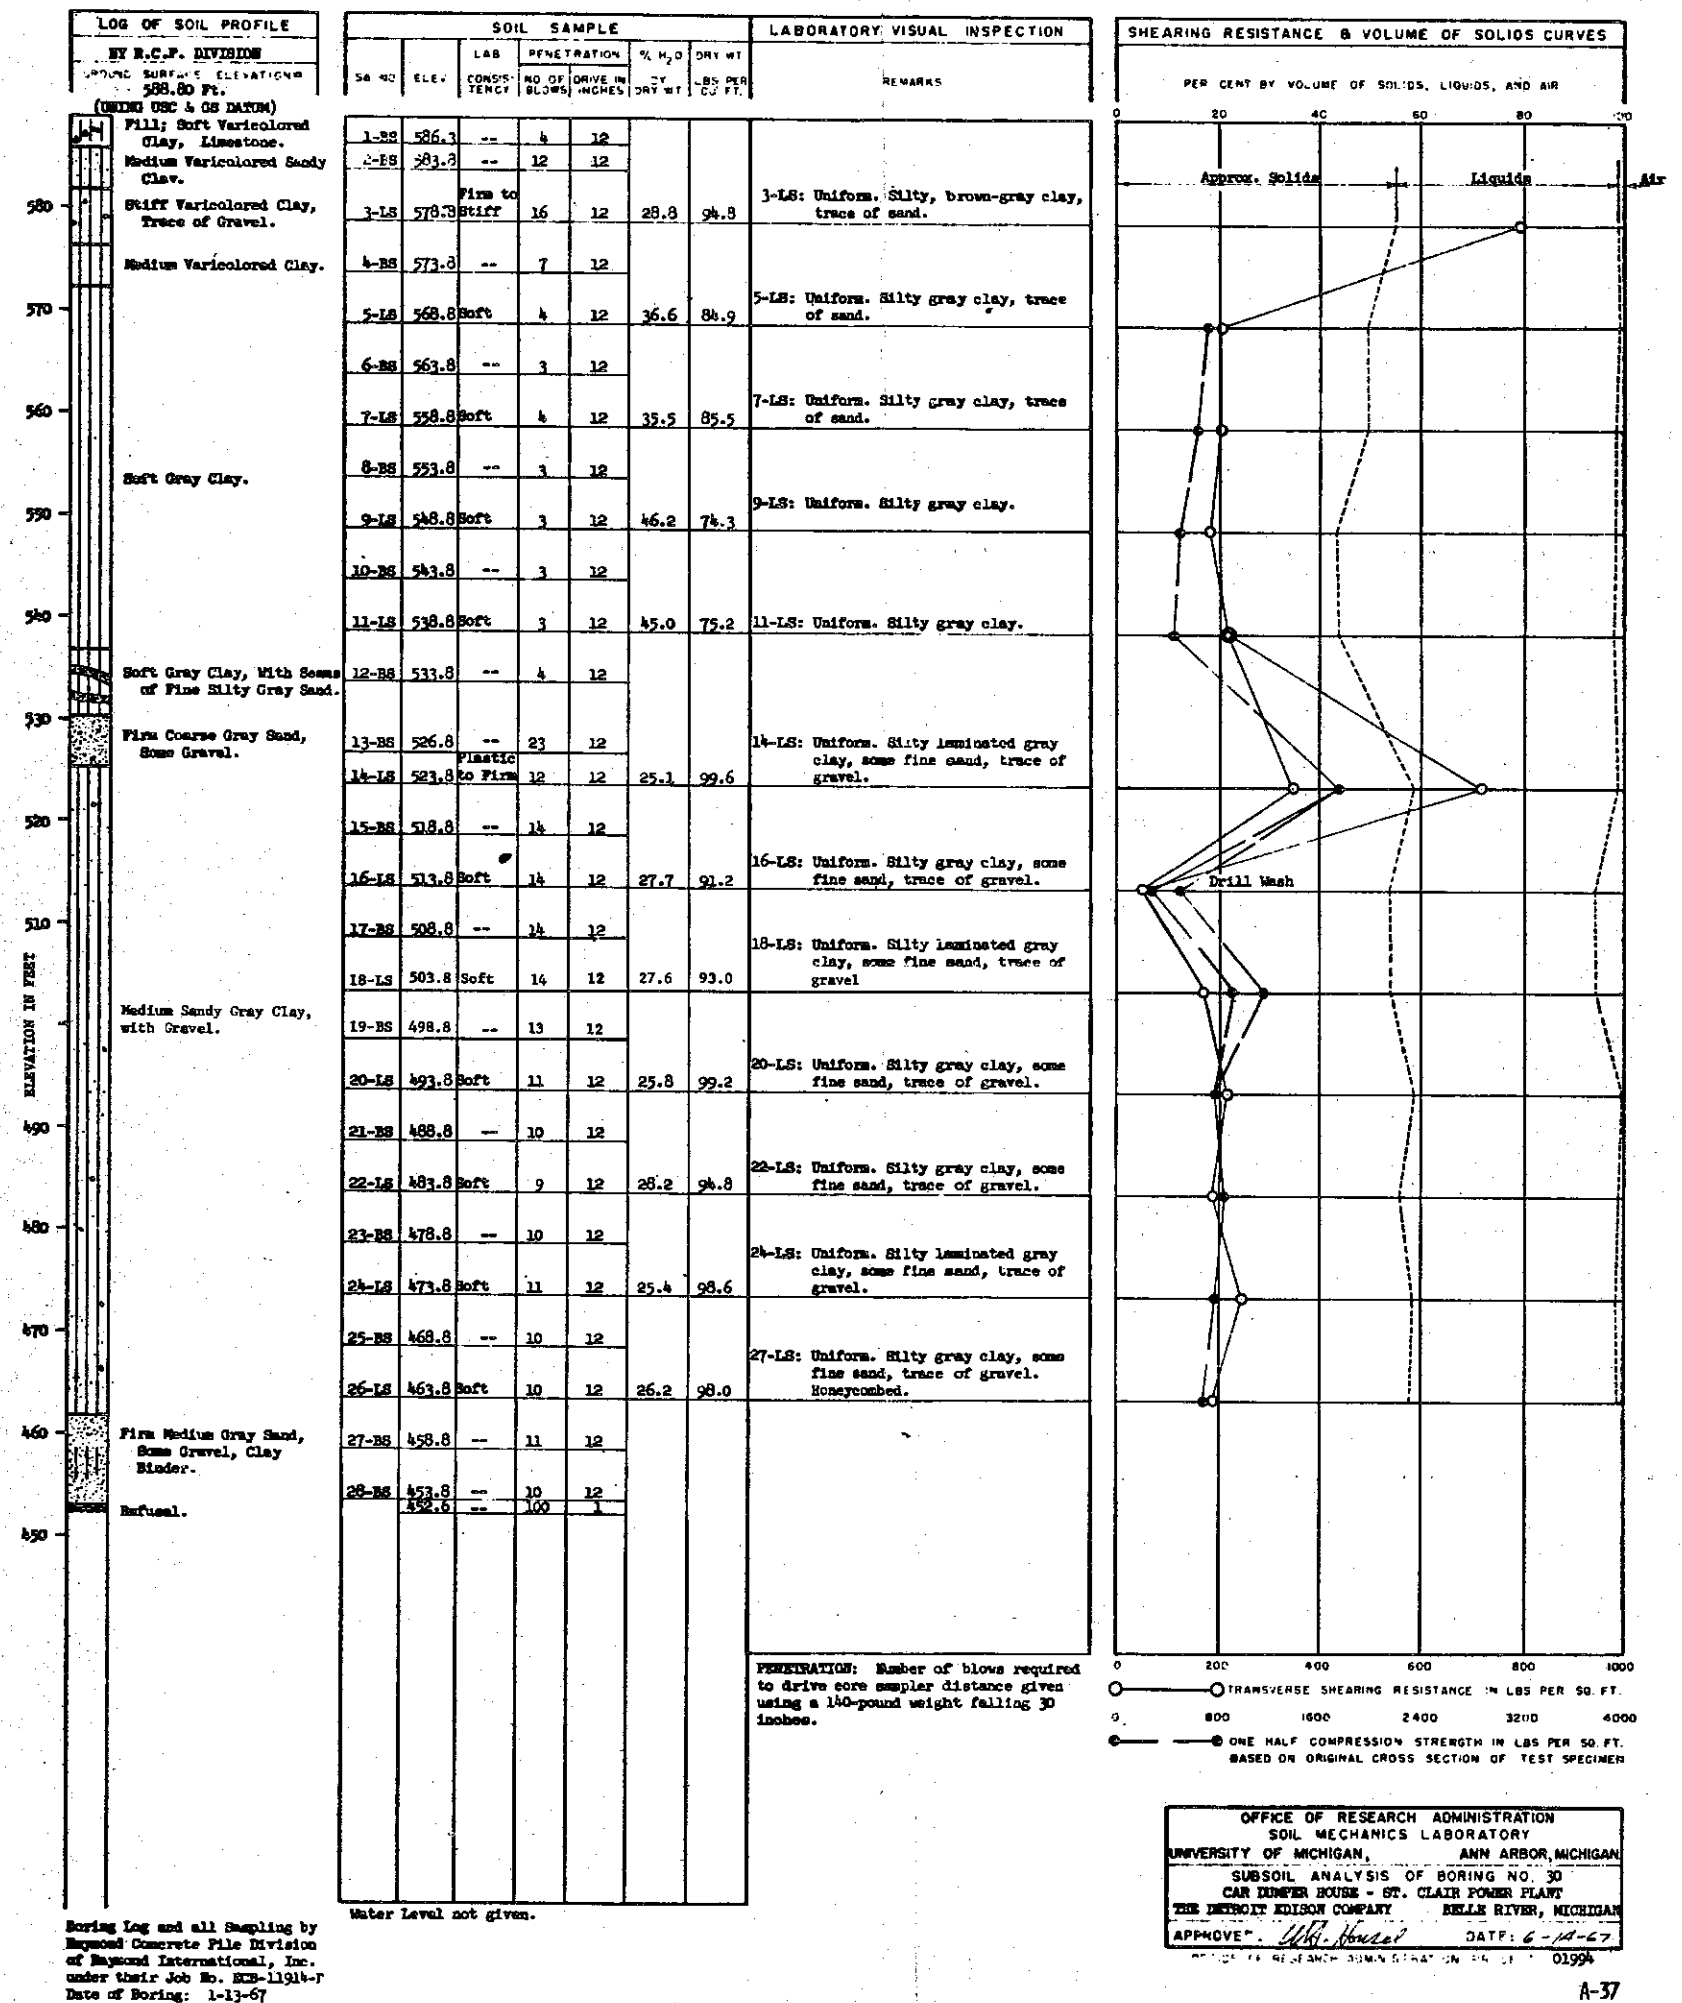 LOG OF SOIL PROFILE
BY R.C.P. DIVISION
GROUND SURFACE ELEVATION=
588.80 Ft.
(USING USC & GS DATUM)
Fill; Soft Varicolored
Clay, Limestone.
Medium Varicolored Sandy
Clay.
Stiff Varicolored Clay,
Trace of Gravel.
Medium Varicolored Clay.
Soft Gray Clay.
Soft Gray Clay, With Seams
of Fine Silty Gray Sand.
Firm Coarse Gray Sand,
Some Gravel.
Medium Sandy Gray Clay,
with Gravel.
Firm Medium Gray Sand,
Some Gravel, Clay
Binder.
Refusal.
ELEVATION IN FEET
580
570
560
550
540
530
520
510
490
480
470
460
450
SOIL SAMPLE
SA NO ELEV LAB CONSISTENCY PENETRATION NO OF BLOWS DRIVE IN INCHES % H2O BY DRY WT DRY WT LBS PER CU FT.
1-BS 586.3 -- 4 12
2-BS 583.8 -- 12 12
3-LS 578.8 Firm to Stiff 16 12 28.8 94.8
4-BS 573.8 -- 7 12
5-LS 568.8 Soft 4 12 36.6 84.9
6-BS 563.8 -- 3 12
7-LS 558.8 Soft 4 12 35.5 85.5
8-BS 553.8 -- 3 12
9-LS 548.8 Soft 3 12 46.2 74.3
10-BS 543.8 -- 3 12
11-LS 538.8 Soft 3 12 45.0 75.2
12-BS 533.8 -- 4 12
13-BS 526.8 -- 23 12
14-LS 523.8 Plastic to Firm 12 12 25.1 99.6
15-BS 518.8 -- 14 12
16-LS 513.8 Soft 14 12 27.7 91.2
17-BS 508.8 -- 14 12
18-LS 503.8 Soft 14 12 27.6 93.0
19-BS 498.8 -- 13 12
20-LS 493.8 Soft 11 12 25.8 99.2
21-BS 488.8 -- 10 12
22-LS 483.8 Soft 9 12 28.2 94.8
23-BS 478.8 -- 10 12
24-LS 473.8 Soft 11 12 25.4 98.6
25-BS 468.8 -- 10 12
26-LS 463.8 Soft 10 12 26.2 98.0
27-BS 458.8 -- 11 12
28-BS 453.8 -- 10 12
452.6 -- 100 1
Water Level not given.
LABORATORY VISUAL INSPECTION
REMARKS
3-LS: Uniform. Silty, brown-gray clay,
trace of sand.
5-LS: Uniform. Silty gray clay, trace
of sand.
7-LS: Uniform. Silty gray clay, trace
of sand.
9-LS: Uniform. Silty gray clay.
11-LS: Uniform. Silty gray clay.
14-LS: Uniform. Silty laminated gray
clay, some fine sand, trace of
gravel.
16-LS: Uniform. Silty gray clay, some
fine sand, trace of gravel.
18-LS: Uniform. Silty laminated gray
clay, some fine sand, trace of
gravel
20-LS: Uniform. Silty gray clay, some
fine sand, trace of gravel.
22-LS: Uniform. Silty gray clay, some
fine sand, trace of gravel.
24-LS: Uniform. Silty laminated gray
clay, some fine sand, trace of
gravel.
27-LS: Uniform. Silty gray clay, some
fine sand, trace of gravel.
Honeycombed.
PENETRATION: Number of blows required
to drive core sampler distance given
using a 140-pound weight falling 30
inches.
SHEARING RESISTANCE & VOLUME OF SOLIDS CURVES
PER CENT BY VOLUME OF SOLIDS, LIQUIDS, AND AIR
0 20 40 60 80 100
Approx. Solids Liquids Air
Drill Wash
0 200 400 600 800 1000
TRANSVERSE SHEARING RESISTANCE IN LBS PER SQ. FT.
0 800 1600 2400 3200 4000
ONE HALF COMPRESSION STRENGTH IN LBS PER SQ. FT.
BASED ON ORIGINAL CROSS SECTION OF TEST SPECIMEN
OFFICE OF RESEARCH ADMINISTRATION
SOIL MECHANICS LABORATORY
UNIVERSITY OF MICHIGAN, ANN ARBOR, MICHIGAN
SUBSOIL ANALYSIS OF BORING NO. 30
CAR DUMPER HOUSE - ST. CLAIR POWER PLANT
THE DETROIT EDISON COMPANY BELLE RIVER, MICHIGAN
APPROVED. W.S. Housel DATE: 6-14-67
OFFICE OF RESEARCH ADMINISTRATION 01994
Boring Log and all Sampling by
Raymond Concrete Pile Division
of Raymond International, Inc.
under their Job No. ECB-11914-P
Date of Boring: 1-13-67
A-37